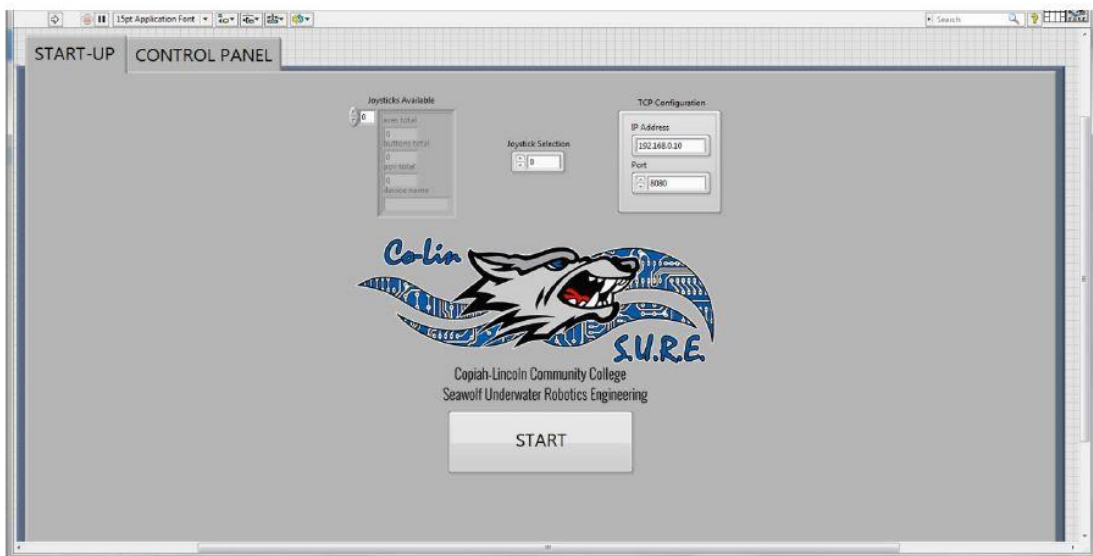 15pt Application Font
Search
START-UP
CONTROL PANEL
Joysticks Available
0
axes total
0
buttons total
0
pov total
0
device name
Joystick Selection
0
TCP Configuration
IP Address
192.168.0.10
Port
8080
Co-Lin
S.U.R.E.
Copiah-Lincoln Community College
Seawolf Underwater Robotics Engineering
START